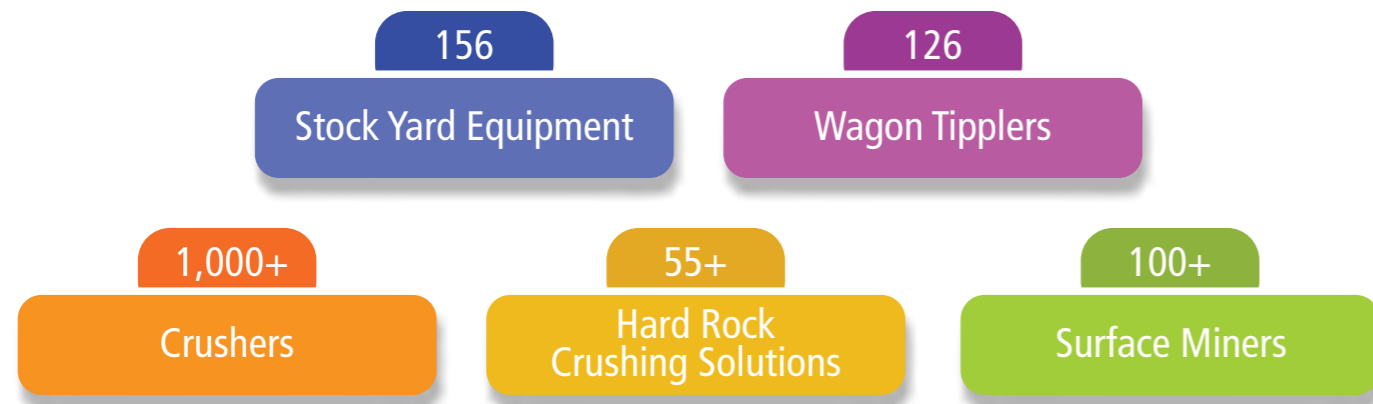 156
Stock Yard Equipment
126
Wagon Tipplers
1,000+
Crushers
55+
Hard Rock
Crushing Solutions
100+
Surface Miners